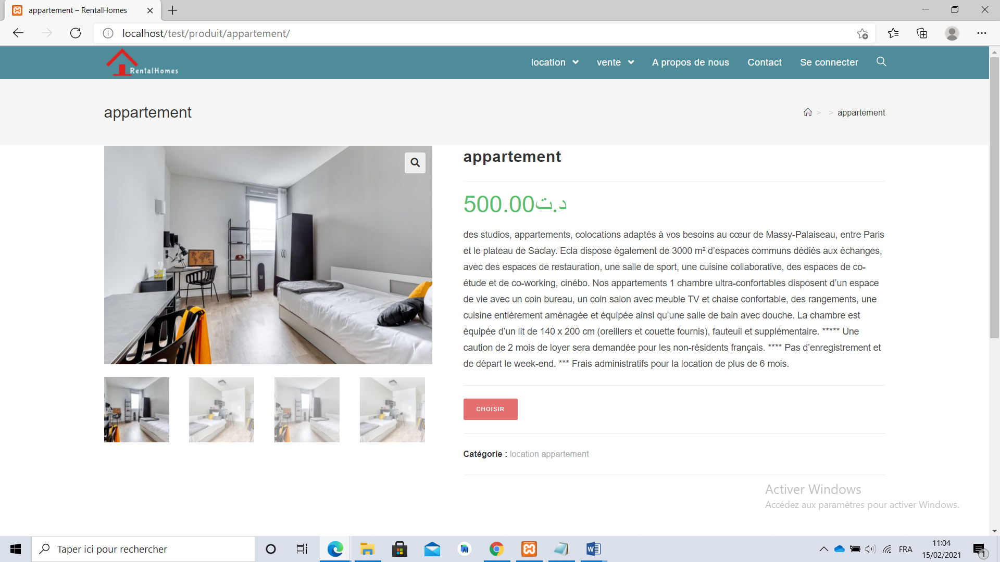 appartement – RentalHomes
localhost/test/produit/appartement/
RentalHomes
location
vente
A propos de nous
Contact
Se connecter
appartement
> > appartement
appartement
500.00د.ت
des studios, appartements, colocations adaptés à vos besoins au cœur de Massy-Palaiseau, entre Paris
et le plateau de Saclay. Ecla dispose également de 3000 m² d’espaces communs dédiés aux échanges,
avec des espaces de restauration, une salle de sport, une cuisine collaborative, des espaces de co-
étude et de co-working, cinébo. Nos appartements 1 chambre ultra-confortables disposent d’un espace
de vie avec un coin bureau, un coin salon avec meuble TV et chaise confortable, des rangements, une
cuisine entièrement aménagée et équipée ainsi qu’une salle de bain avec douche. La chambre est
équipée d’un lit de 140 x 200 cm (oreillers et couette fournis), fauteuil et supplémentaire. ***** Une
caution de 2 mois de loyer sera demandée pour les non-résidents français. **** Pas d’enregistrement et
de départ le week-end. *** Frais administratifs pour la location de plus de 6 mois.
CHOISIR
Catégorie : location appartement
Activer Windows
Accédez aux paramètres pour activer Windows.
Taper ici pour rechercher
FRA
11:04
15/02/2021
1